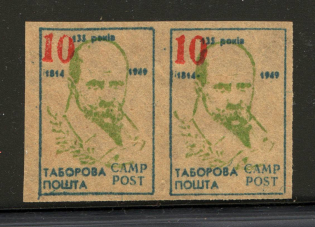 10 135 років
1814 1949
ТАБОРОВА CAMP
ПОШТА POST
10 135 років
1814 1949
ТАБОРОВА CAMP
ПОШТА POST